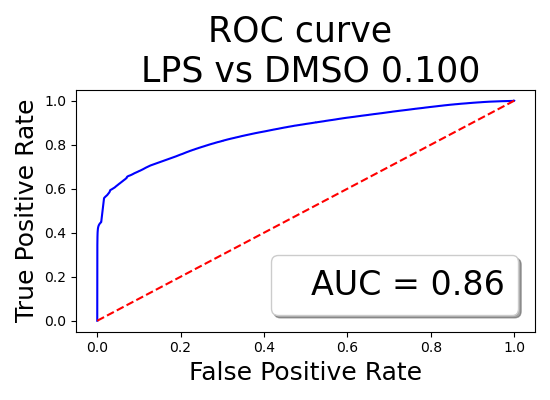 ROC curve
LPS vs DMSO 0.100
True Positive Rate
1.0
0.8
0.6
0.4
0.2
0.0
AUC = 0.86
0.0 0.2 0.4 0.6 0.8 1.0
False Positive Rate